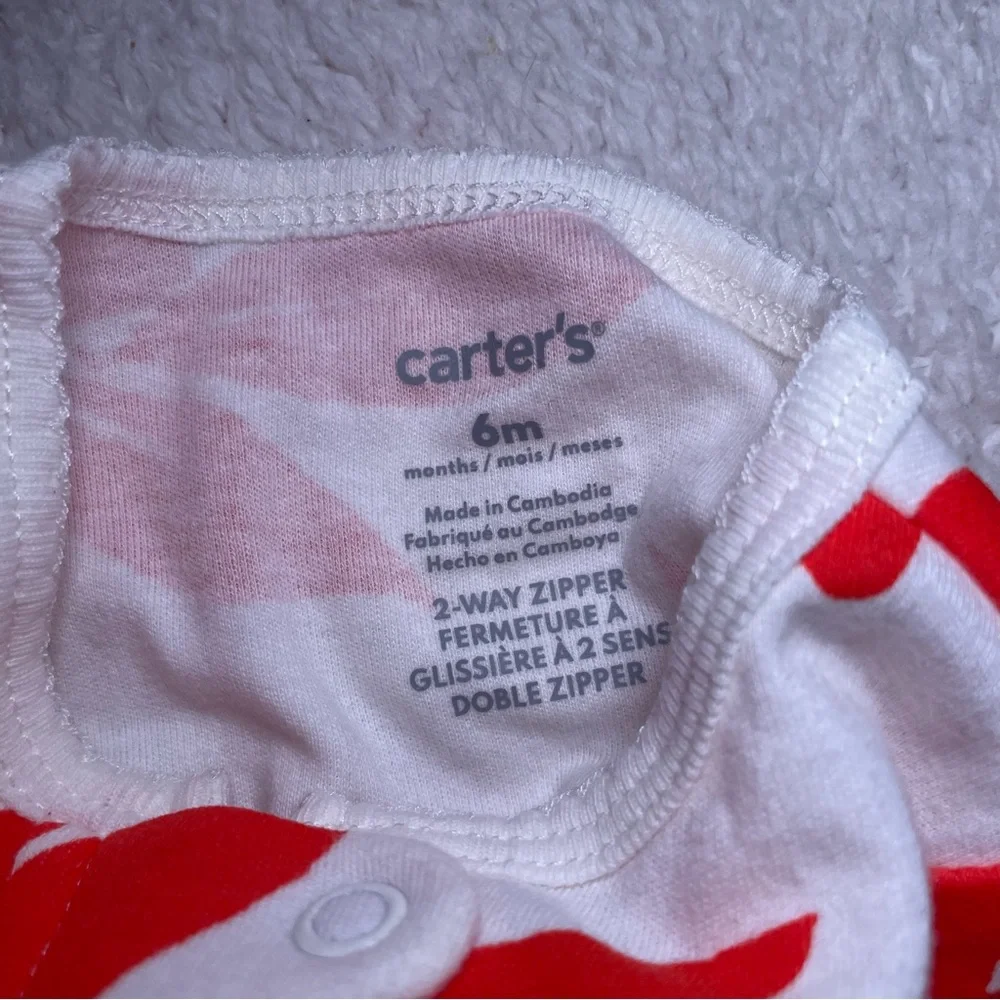 carter's®
6m
months / mois / meses
Made in Cambodia
Fabriqué au Cambodge
Hecho en Camboya
2-WAY ZIPPER
FERMETURE À
GLISSIÈRE À 2 SENS
DOBLE ZIPPER